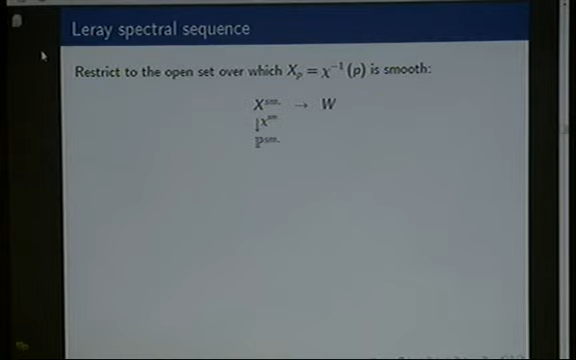 Leray spectral sequence
Restrict to the open set over which X_p = χ^{-1}(p) is smooth:
X^{sm.} → W
↓χ^{sm}
ℙ^{sm.}